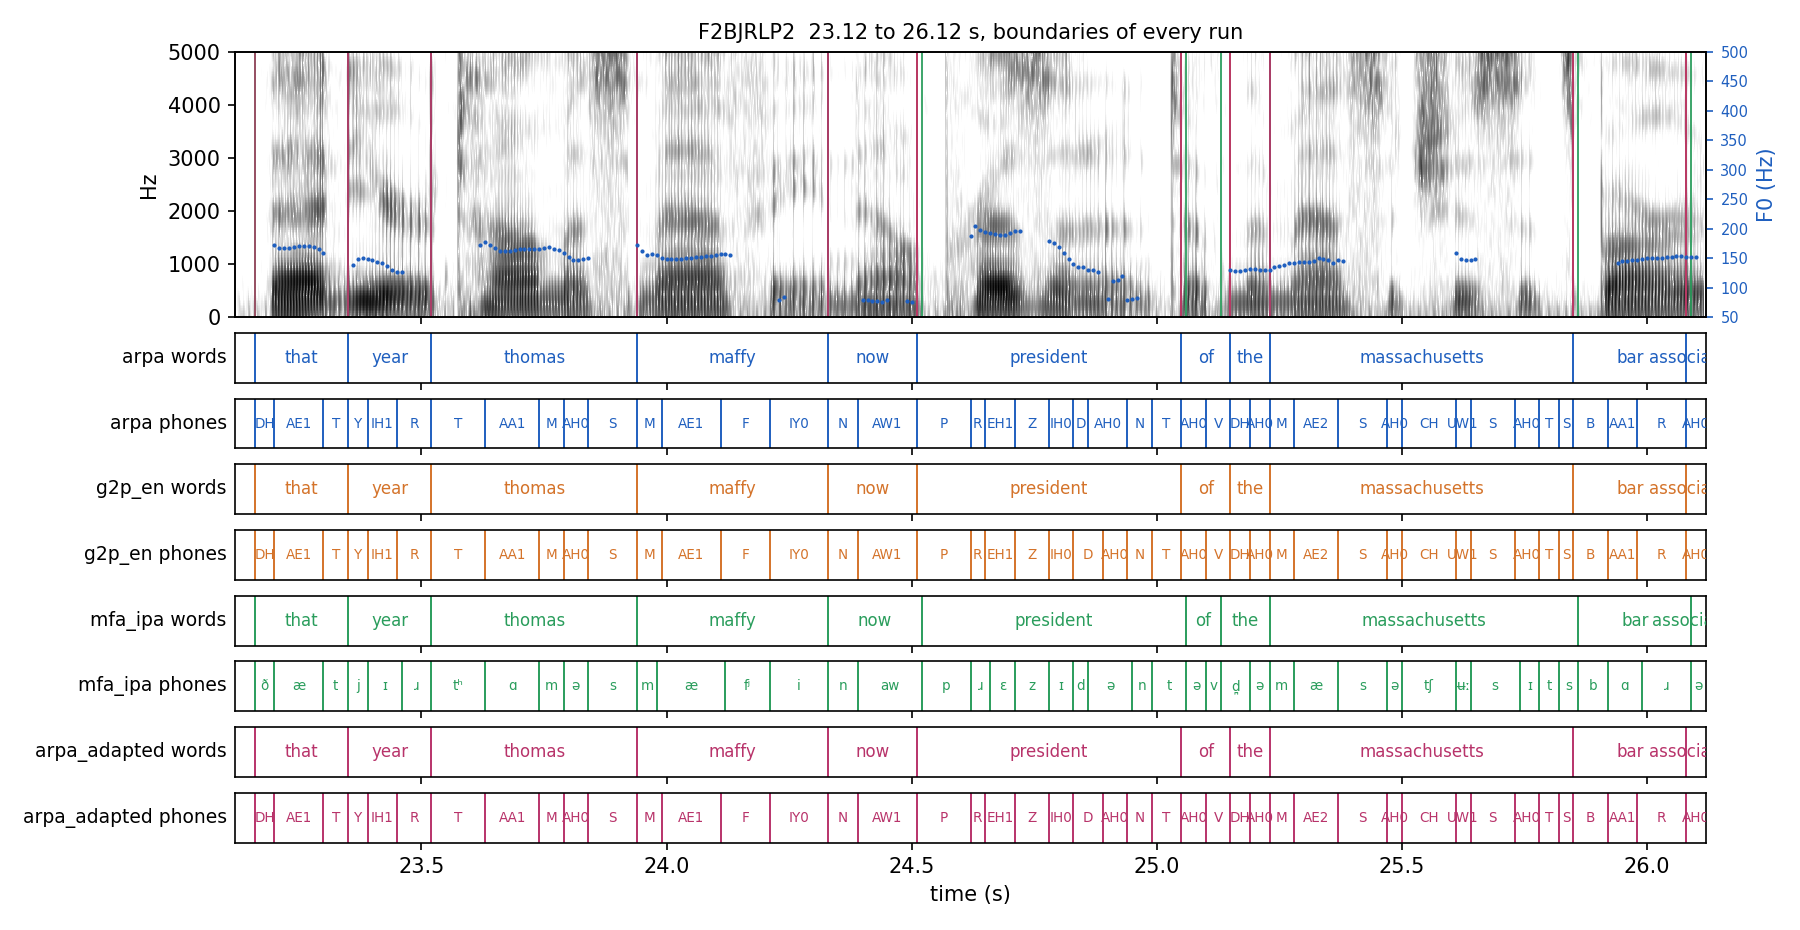 F2BJRLP2 23.12 to 26.12 s, boundaries of every run
Hz
5000
4000
3000
2000
1000
0
500
450
400
350
300
250
200
150
100
50
F0 (Hz)
arpa words that year thomas maffy now president of the massachusetts bar associa
arpa phones DH AE1 T Y IH1 R T AA1 M AH0 S M AE1 F IY0 N AW1 P R EH1 Z IH0 D AH0 N T AH0 V DH AH0 M AE2 S AH0 CH UW1 S AH0 T S B AA1 R AH0
g2p_en words that year thomas maffy now president of the massachusetts bar associa
g2p_en phones DH AE1 T Y IH1 R T AA1 M AH0 S M AE1 F IY0 N AW1 P R EH1 Z IH0 D AH0 N T AH0 V DH AH0 M AE2 S AH0 CH UW1 S AH0 T S B AA1 R AH0
mfa_ipa words that year thomas maffy now president of the massachusetts bar associ
mfa_ipa phones ð æ t j ɪ ɹ tʰ ɑ m ə s m æ fʲ i n aw p ɹ ɛ z ɪ d ə n t ə v d̪ ə m æ s ə tʃ ʉː s ɪ t s b ɑ ɹ ə
arpa_adapted words that year thomas maffy now president of the massachusetts bar associa
arpa_adapted phones DH AE1 T Y IH1 R T AA1 M AH0 S M AE1 F IY0 N AW1 P R EH1 Z IH0 D AH0 N T AH0 V DH AH0 M AE2 S AH0 CH UW1 S AH0 T S B AA1 R AH0
23.5 24.0 24.5 25.0 25.5 26.0
time (s)